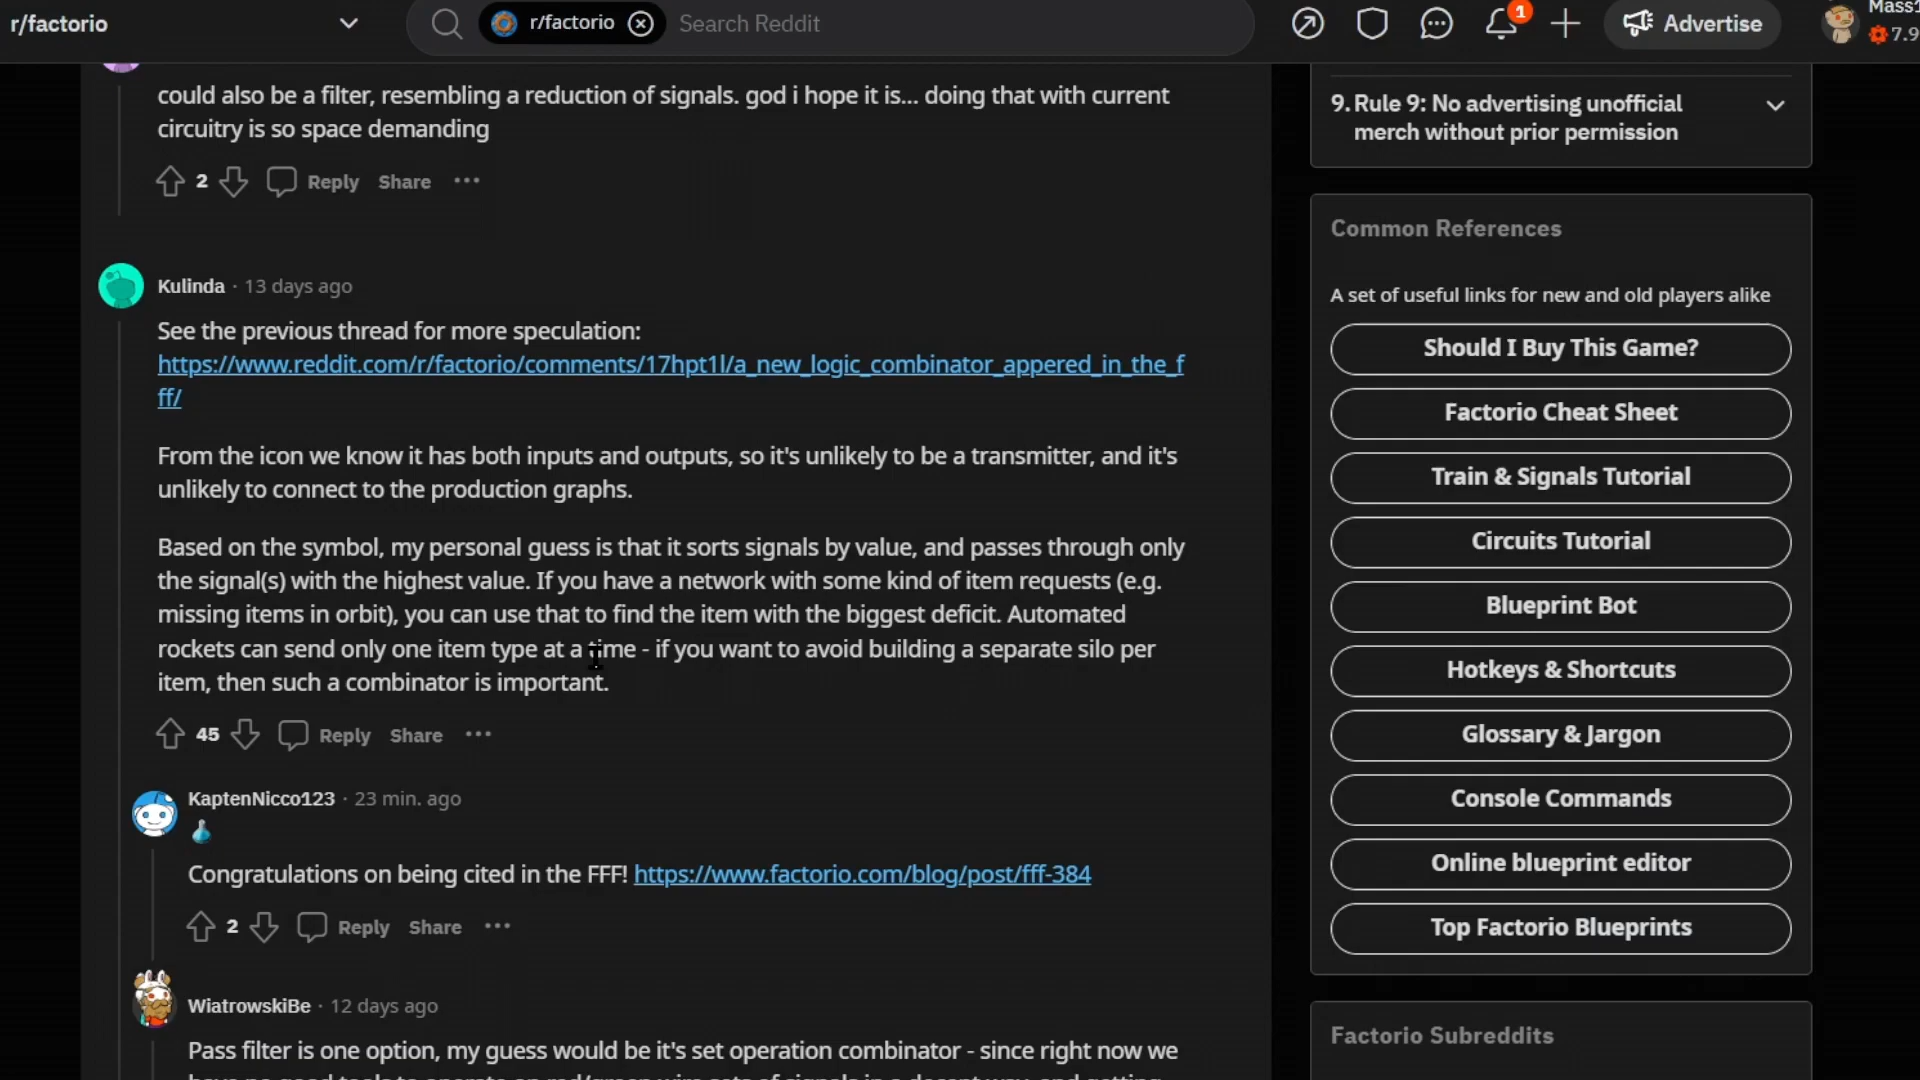 r/factorio
r/factorio
Search Reddit
1
Advertise
7.9
could also be a filter, resembling a reduction of signals. god i hope it is... doing that with current
circuitry is so space demanding
2 Reply Share ...
Kulinda · 13 days ago
See the previous thread for more speculation:
https://www.reddit.com/r/factorio/comments/17hpt1l/a_new_logic_combinator_appered_in_the_f
ff/
From the icon we know it has both inputs and outputs, so it's unlikely to be a transmitter, and it's
unlikely to connect to the production graphs.
Based on the symbol, my personal guess is that it sorts signals by value, and passes through only
the signal(s) with the highest value. If you have a network with some kind of item requests (e.g.
missing items in orbit), you can use that to find the item with the biggest deficit. Automated
rockets can send only one item type at a time - if you want to avoid building a separate silo per
item, then such a combinator is important.
45 Reply Share ...
KaptenNicco123 · 23 min. ago
Congratulations on being cited in the FFF! https://www.factorio.com/blog/post/fff-384
2 Reply Share ...
WiatrowskiBe · 12 days ago
Pass filter is one option, my guess would be it's set operation combinator - since right now we
9. Rule 9: No advertising unofficial
merch without prior permission
Common References
A set of useful links for new and old players alike
Should I Buy This Game?
Factorio Cheat Sheet
Train & Signals Tutorial
Circuits Tutorial
Blueprint Bot
Hotkeys & Shortcuts
Glossary & Jargon
Console Commands
Online blueprint editor
Top Factorio Blueprints
Factorio Subreddits